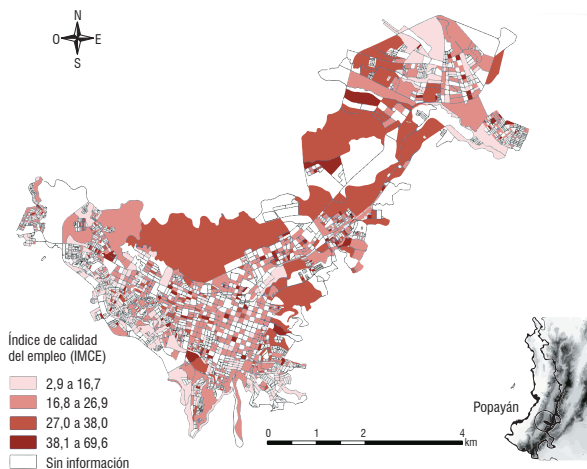 N
O E
S
Índice de calidad
del empleo (IMCE)
2,9 a 16,7
16,8 a 26,9
27,0 a 38,0
38,1 a 69,6
Sin información
0 1 2 4
km
Popayán